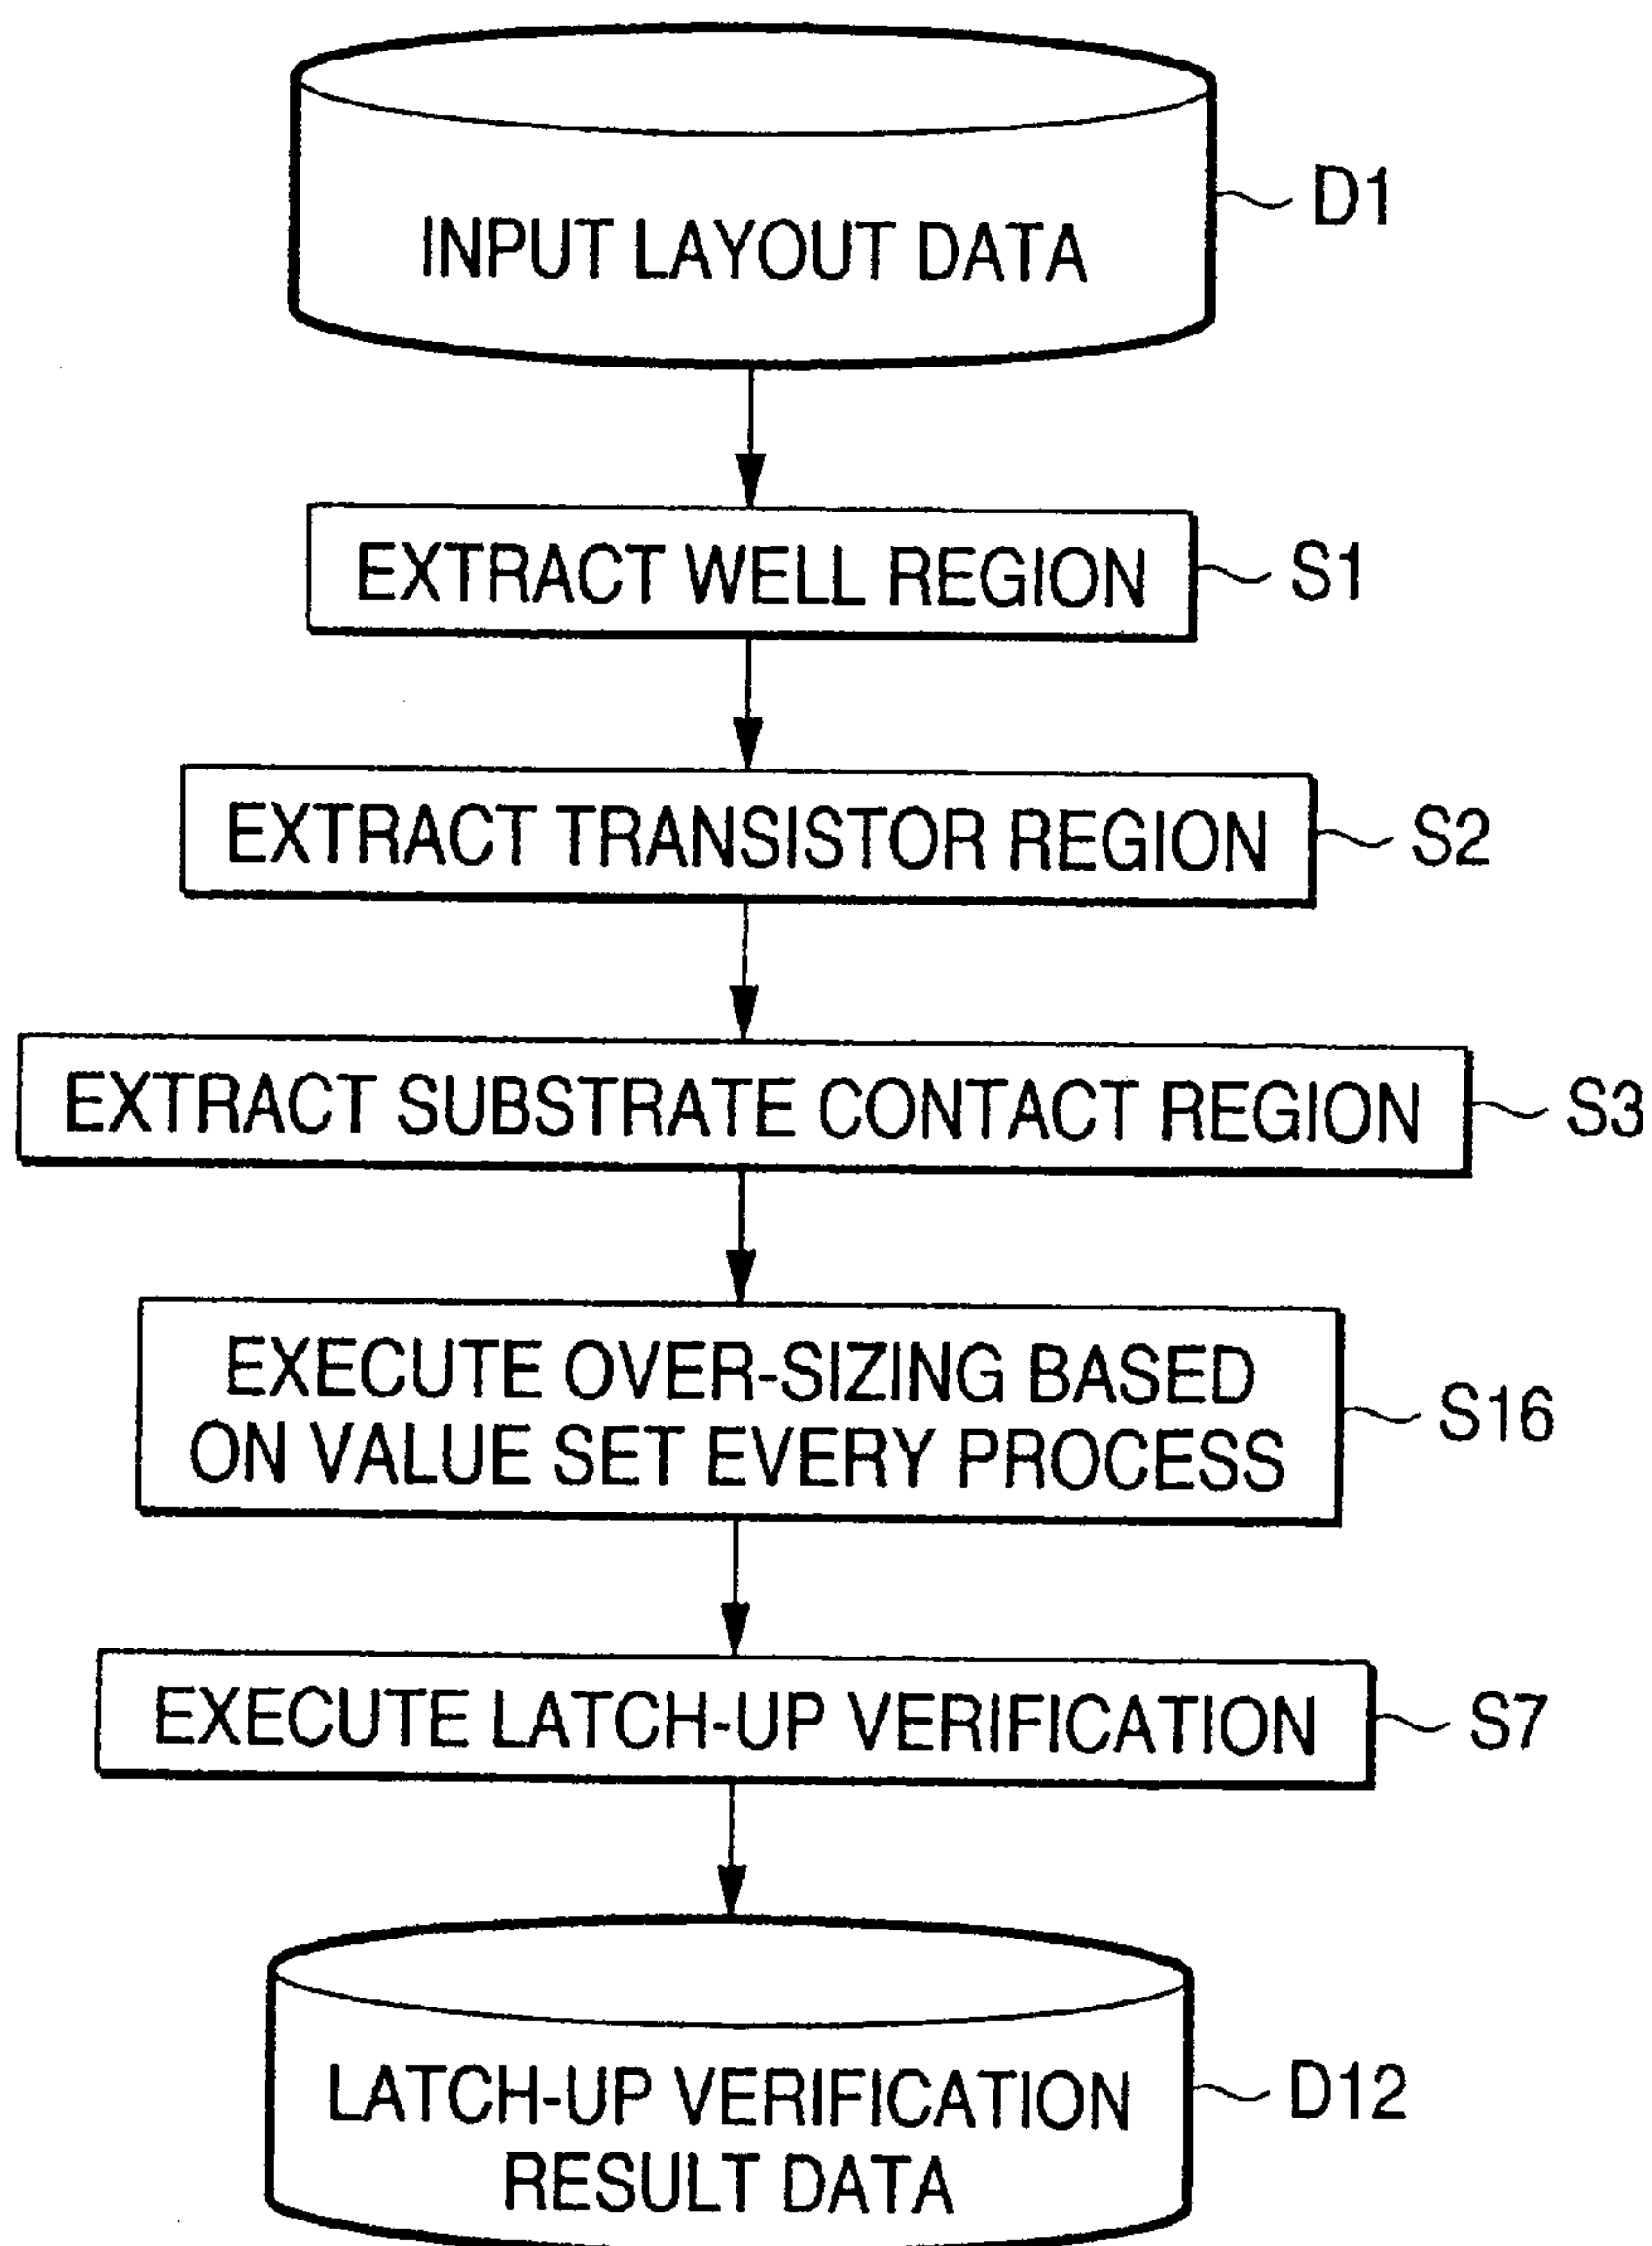 INPUT LAYOUT DATA
D1
EXTRACT WELL REGION
S1
EXTRACT TRANSISTOR REGION
S2
EXTRACT SUBSTRATE CONTACT REGION
S3
EXECUTE OVER-SIZING BASED
ON VALUE SET EVERY PROCESS
S16
EXECUTE LATCH-UP VERIFICATION
S7
LATCH-UP VERIFICATION
RESULT DATA
D12